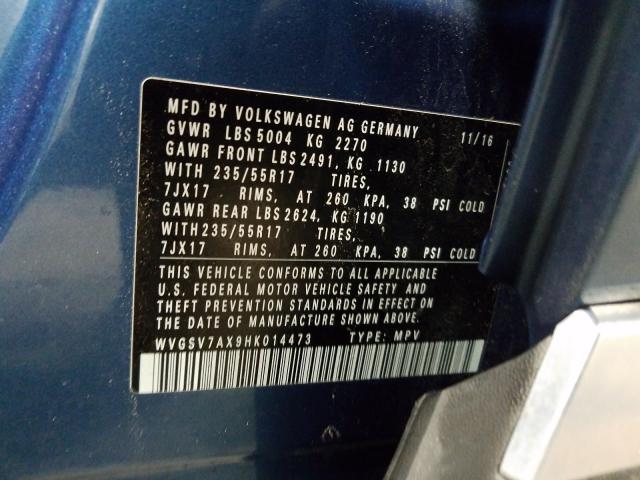 MFD BY VOLKSWAGEN AG GERMANY 11/16
GVWR LBS 5004 KG 2270
GAWR FRONT LBS 2491, KG 1130
WITH 235/55R17 TIRES,
7JX17 RIMS, AT 260 KPA, 38 PSI COLD
GAWR REAR LBS 2624, KG 1190
WITH 235/55R17 TIRES,
7JX17 RIMS, AT 260 KPA, 38 PSI COLD
THIS VEHICLE CONFORMS TO ALL APPLICABLE
U.S. FEDERAL MOTOR VEHICLE SAFETY AND
THEFT PREVENTION STANDARDS IN EFFECT ON
THE DATE OF MANUFACTURE SHOWN ABOVE.
WVGSV7AX9HK014473 TYPE: MPV